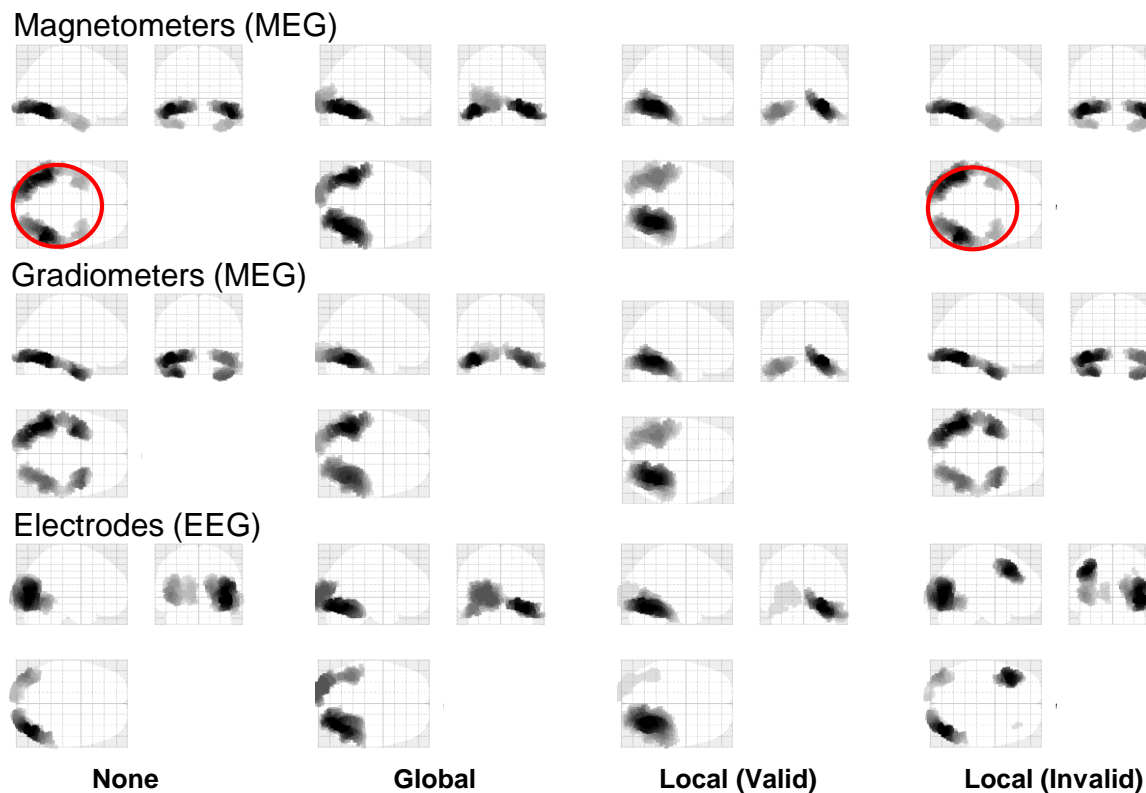 Magnetometers (MEG)
Gradiometers (MEG)
Electrodes (EEG)
None Global Local (Valid) Local (Invalid)